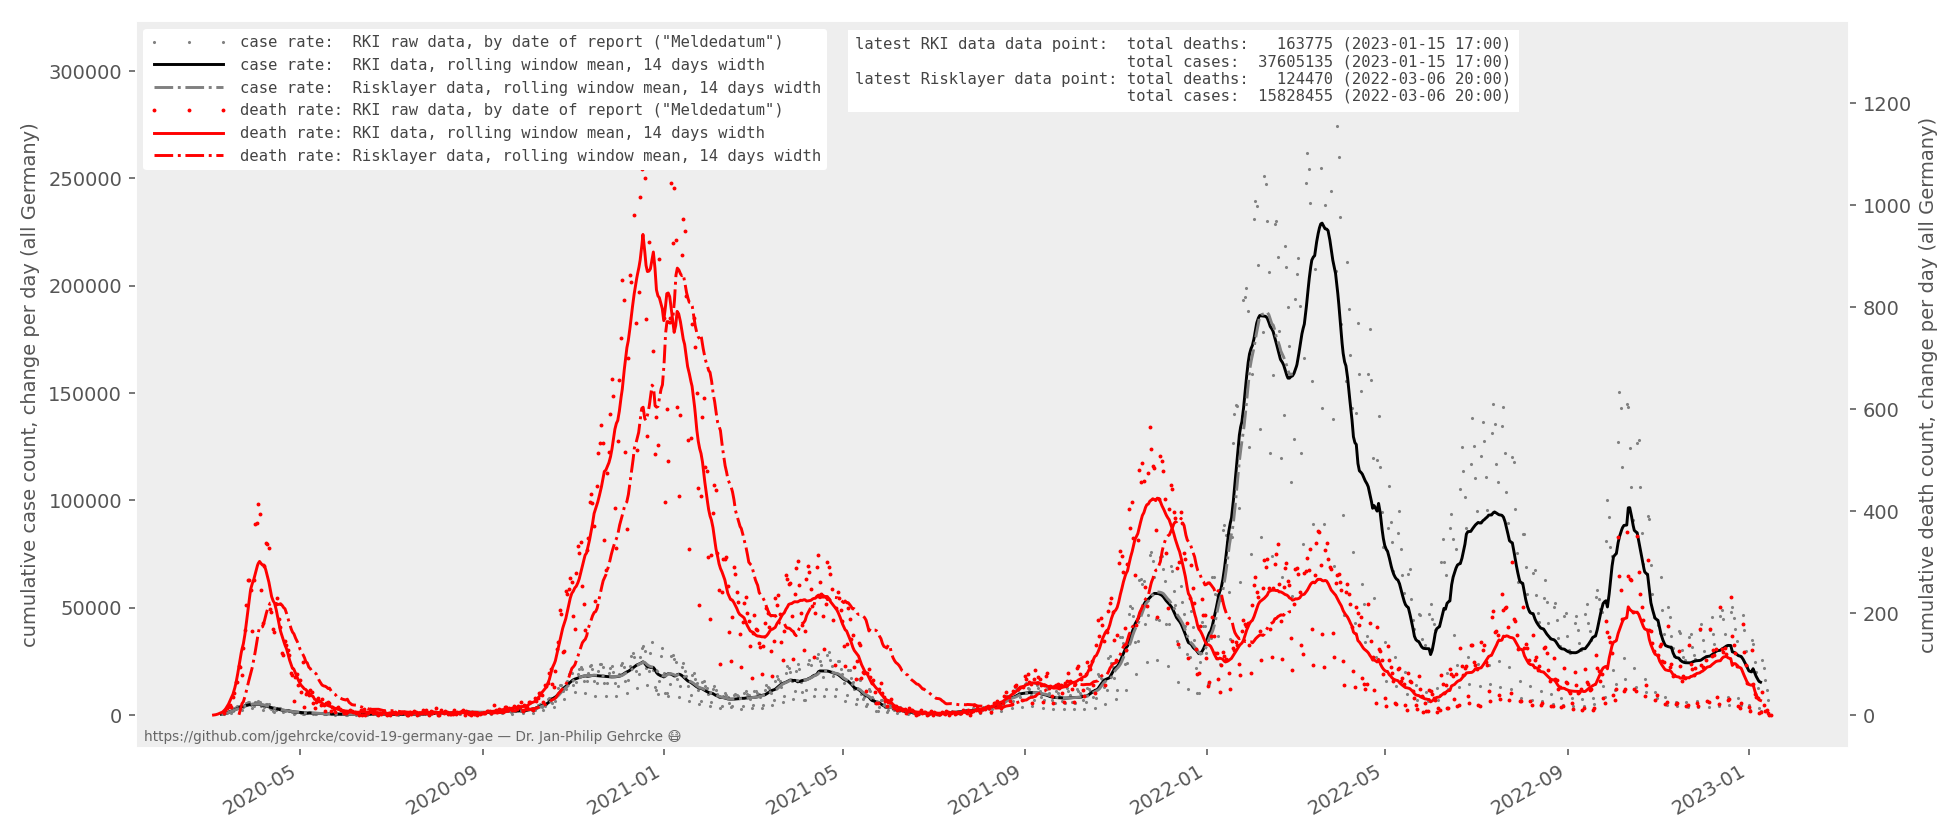 case rate:  RKI raw data, by date of report ("Meldedatum")
case rate:  RKI data, rolling window mean, 14 days width
case rate:  Risklayer data, rolling window mean, 14 days width
death rate: RKI raw data, by date of report ("Meldedatum")
death rate: RKI data, rolling window mean, 14 days width
death rate: Risklayer data, rolling window mean, 14 days width
latest RKI data data point:  total deaths:   163775 (2023-01-15 17:00)
total cases:  37605135 (2023-01-15 17:00)
latest Risklayer data point: total deaths:   124470 (2022-03-06 20:00)
total cases:  15828455 (2022-03-06 20:00)
cumulative case count, change per day (all Germany)
300000
250000
200000
150000
100000
50000
0
1200
1000
800
600
400
200
0
cumulative death count, change per day (all Germany)
https://github.com/jgehrcke/covid-19-germany-gae — Dr. Jan-Philip Gehrcke 😷
2020-05
2020-09
2021-01
2021-05
2021-09
2022-01
2022-05
2022-09
2023-01